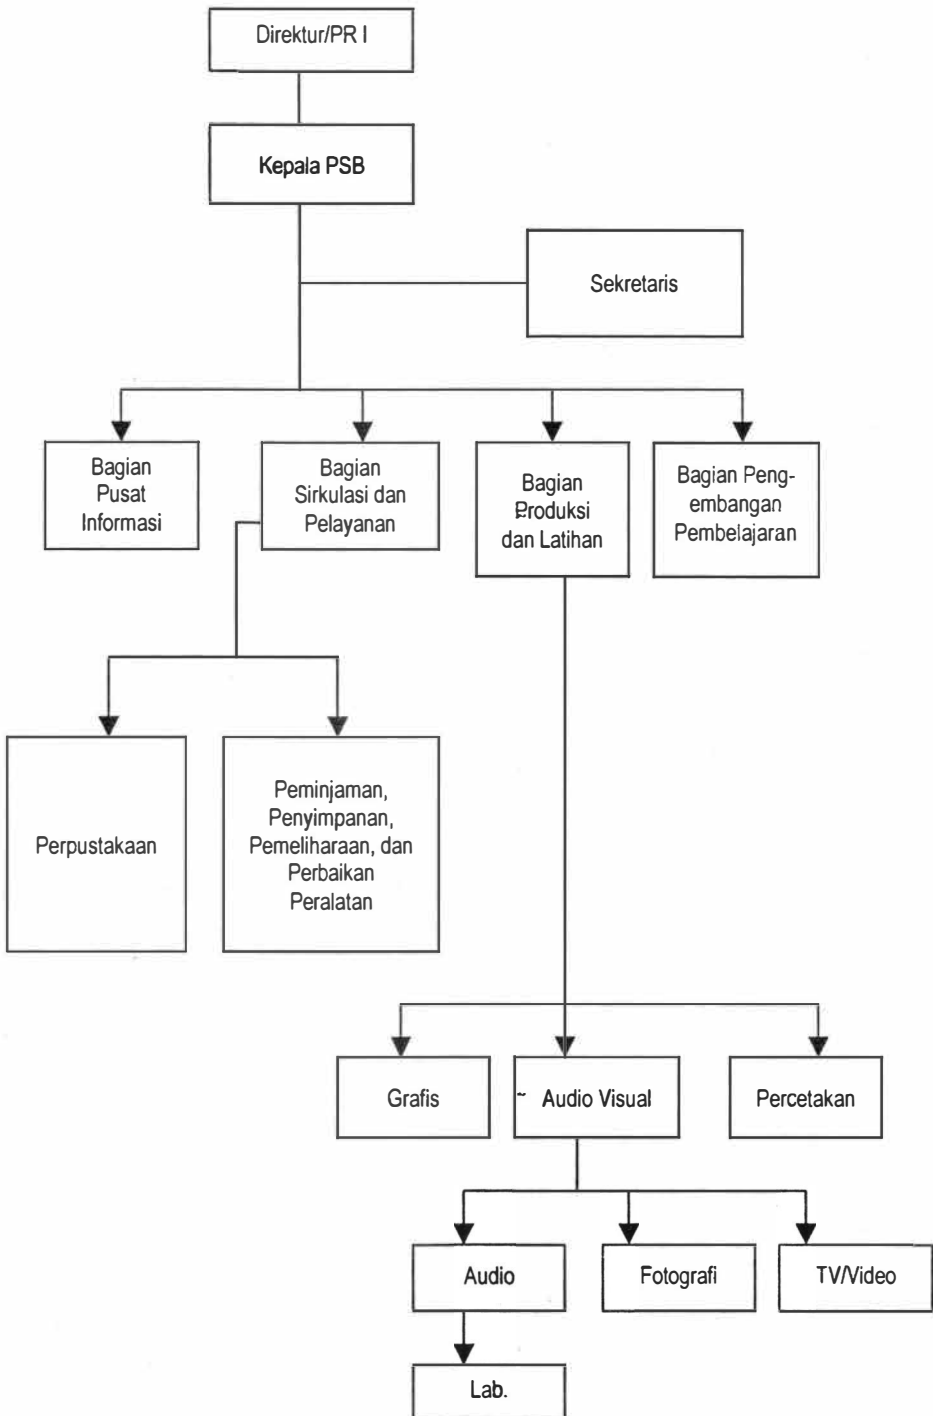 Direktur/PR I
Kepala PSB
Sekretaris
Bagian
Pusat
Informasi
Bagian
Sirkulasi dan
Pelayanan
Bagian
Produksi
dan Latihan
Bagian Peng-
embangan
Pembelajaran
Perpustakaan
Peminjaman,
Penyimpanan,
Pemeliharaan, dan
Perbaikan
Peralatan
Grafis
Audio Visual
Percetakan
Audio
Fotografi
TV/Video
Lab.